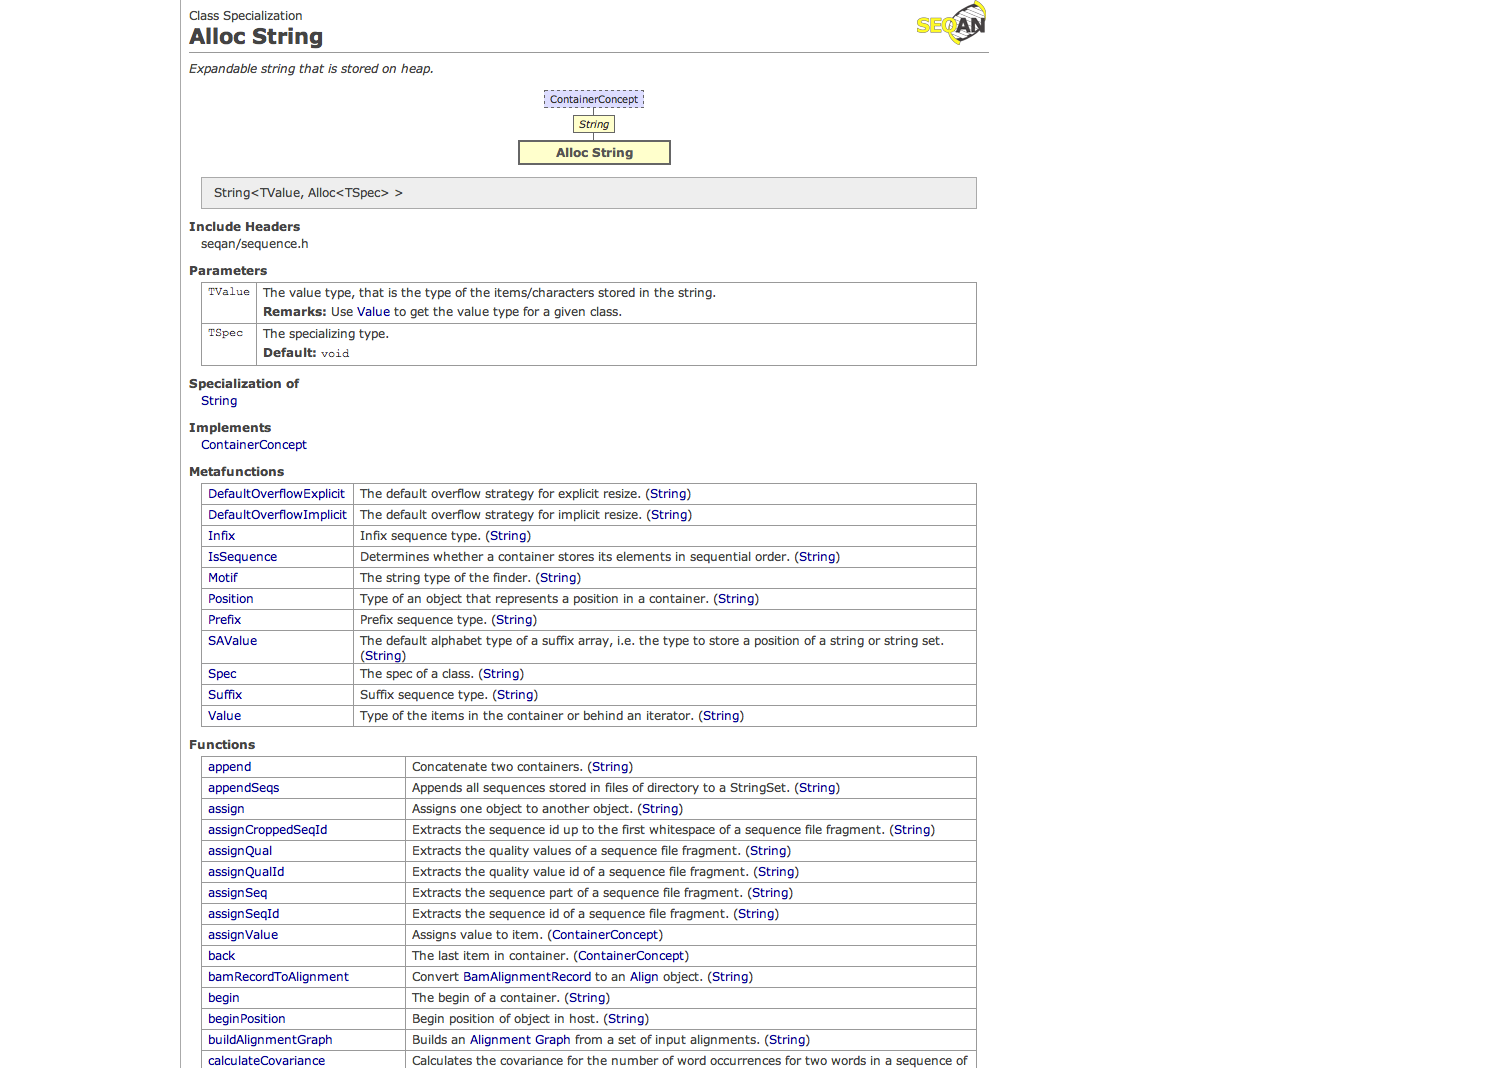 Class Specialization
Alloc String
SEQAN
Expandable string that is stored on heap.
ContainerConcept
String
Alloc String
String<TValue, Alloc<TSpec> >
Include Headers
seqan/sequence.h
Parameters
TValue The value type, that is the type of the items/characters stored in the string.
Remarks: Use Value to get the value type for a given class.
TSpec The specializing type.
Default: void
Specialization of
String
Implements
ContainerConcept
Metafunctions
DefaultOverflowExplicit The default overflow strategy for explicit resize. (String)
DefaultOverflowImplicit The default overflow strategy for implicit resize. (String)
Infix Infix sequence type. (String)
IsSequence Determines whether a container stores its elements in sequential order. (String)
Motif The string type of the finder. (String)
Position Type of an object that represents a position in a container. (String)
Prefix Prefix sequence type. (String)
SAValue The default alphabet type of a suffix array, i.e. the type to store a position of a string or string set.
(String)
Spec The spec of a class. (String)
Suffix Suffix sequence type. (String)
Value Type of the items in the container or behind an iterator. (String)
Functions
append Concatenate two containers. (String)
appendSeqs Appends all sequences stored in files of directory to a StringSet. (String)
assign Assigns one object to another object. (String)
assignCroppedSeqId Extracts the sequence id up to the first whitespace of a sequence file fragment. (String)
assignQual Extracts the quality values of a sequence file fragment. (String)
assignQualId Extracts the quality value id of a sequence file fragment. (String)
assignSeq Extracts the sequence part of a sequence file fragment. (String)
assignSeqId Extracts the sequence id of a sequence file fragment. (String)
assignValue Assigns value to item. (ContainerConcept)
back The last item in container. (ContainerConcept)
bamRecordToAlignment Convert BamAlignmentRecord to an Align object. (String)
begin The begin of a container. (String)
beginPosition Begin position of object in host. (String)
buildAlignmentGraph Builds an Alignment Graph from a set of input alignments. (String)
calculateCovariance Calculates the covariance for the number of word occurrences for two words in a sequence of